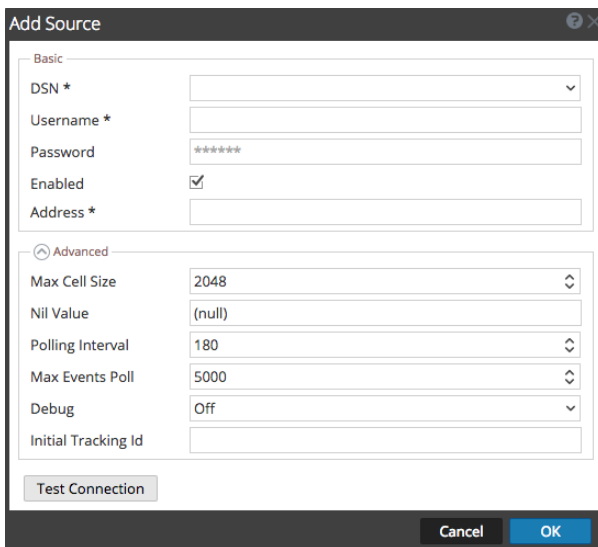 Add Source
Basic
DSN *
Username *
Password ******
Enabled
Address *
Advanced
Max Cell Size 2048
Nil Value (null)
Polling Interval 180
Max Events Poll 5000
Debug Off
Initial Tracking Id
Test Connection
Cancel OK